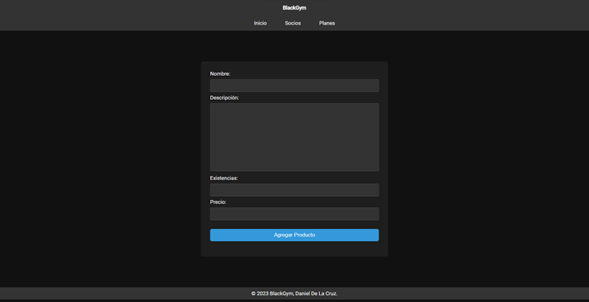 BlackGym
Inicio Socios Planes
Nombre:
Descripción:
Existencias:
Precio:
Agregar Producto
© 2023 BlackGym, Daniel De La Cruz.